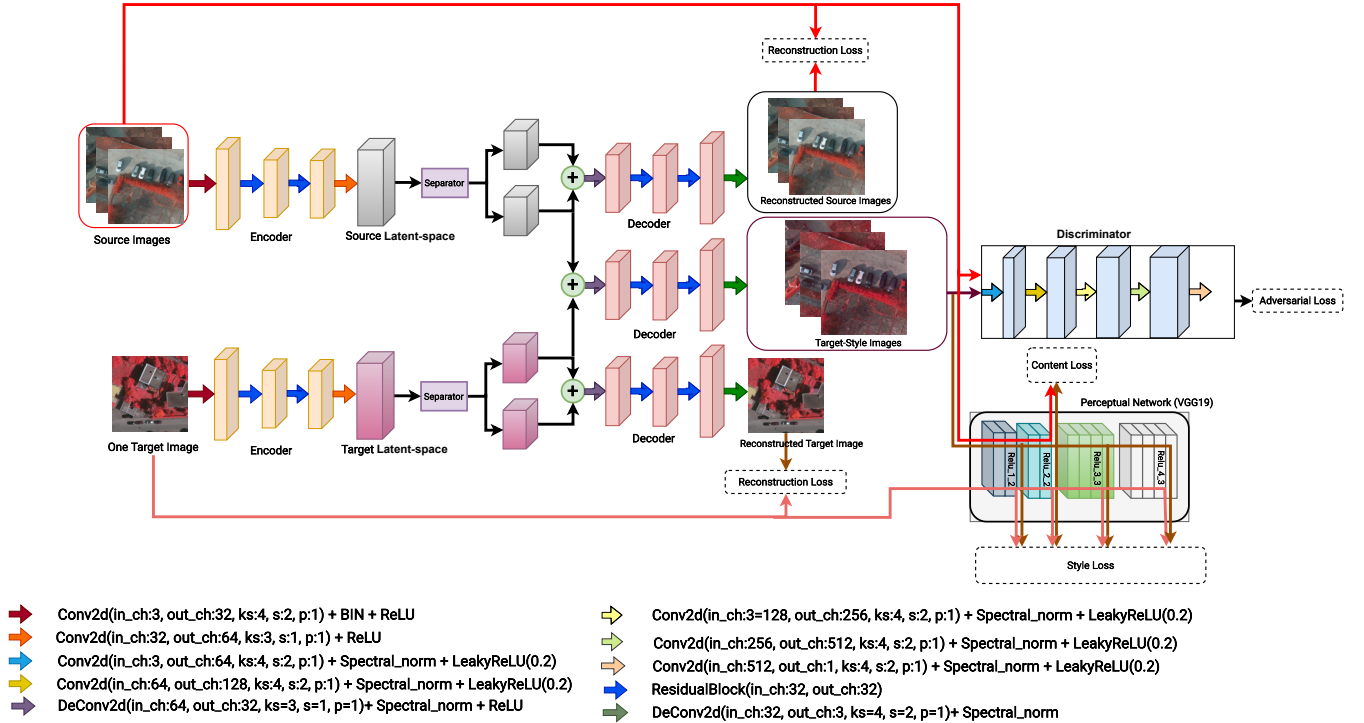 Reconstruction Loss
Source Images
Encoder
Source Latent-space
Separator
Decoder
Reconstructed Source Images
Discriminator
Adversarial Loss
Decoder
Target-Style Images
Content Loss
Perceptual Network (VGG19)
Relu_1_2
Relu_2_2
Relu_3_3
Relu_4_3
One Target Image
Encoder
Target Latent-space
Separator
Decoder
Reconstructed Target Image
Reconstruction Loss
Style Loss
Conv2d(in_ch:3, out_ch:32, ks:4, s:2, p:1) + BIN + ReLU
Conv2d(in_ch:32, out_ch:64, ks:3, s:1, p:1) + ReLU
Conv2d(in_ch:3, out_ch:64, ks:4, s:2, p:1) + Spectral_norm + LeakyReLU(0.2)
Conv2d(in_ch:64, out_ch:128, ks:4, s:2, p:1) + Spectral_norm + LeakyReLU(0.2)
DeConv2d(in_ch:64, out_ch:32, ks=3, s=1, p=1)+ Spectral_norm + ReLU
Conv2d(in_ch:3=128, out_ch:256, ks:4, s:2, p:1) + Spectral_norm + LeakyReLU(0.2)
Conv2d(in_ch:256, out_ch:512, ks:4, s:2, p:1) + Spectral_norm + LeakyReLU(0.2)
Conv2d(in_ch:512, out_ch:1, ks:4, s:2, p:1) + Spectral_norm + LeakyReLU(0.2)
ResidualBlock(in_ch:32, out_ch:32)
DeConv2d(in_ch:32, out_ch:3, ks=4, s=2, p=1)+ Spectral_norm